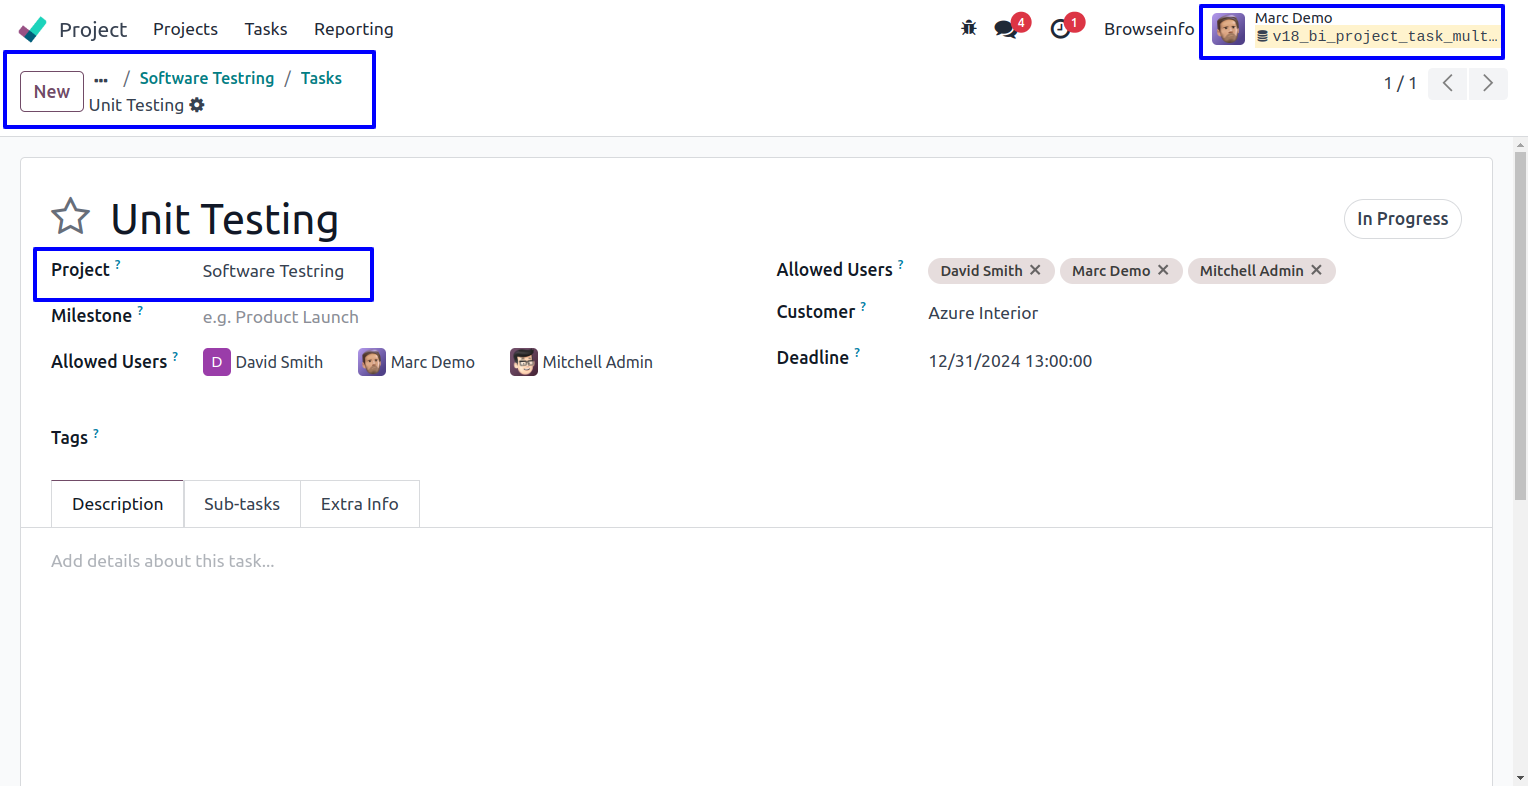 Project Projects Tasks Reporting 4 1 Browseinfo Marc Demo
v18_bi_project_task_mult...
New ... / Software Testring / Tasks
Unit Testing
1 / 1
Unit Testing
In Progress
Project ? Software Testring
Allowed Users ? David Smith × Marc Demo × Mitchell Admin ×
Milestone ? e.g. Product Launch
Customer ? Azure Interior
Allowed Users ? D David Smith Marc Demo Mitchell Admin
Deadline ? 12/31/2024 13:00:00
Tags ?
Description Sub-tasks Extra Info
Add details about this task...